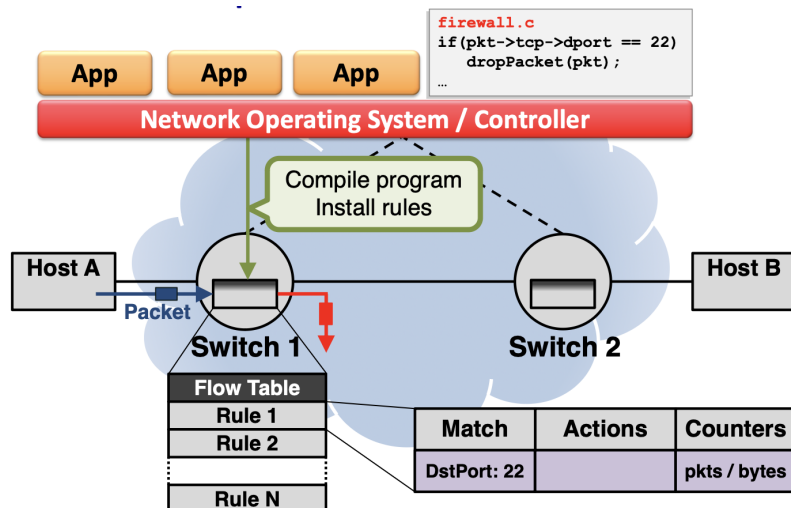 firewall.c
if(pkt->tcp->dport == 22)
dropPacket(pkt);
…
App
App
App
Network Operating System / Controller
Compile program
Install rules
Host A
Host B
Packet
Switch 1
Switch 2
Flow Table
Rule 1
Rule 2
Rule N
Match
Actions
Counters
DstPort: 22
pkts / bytes